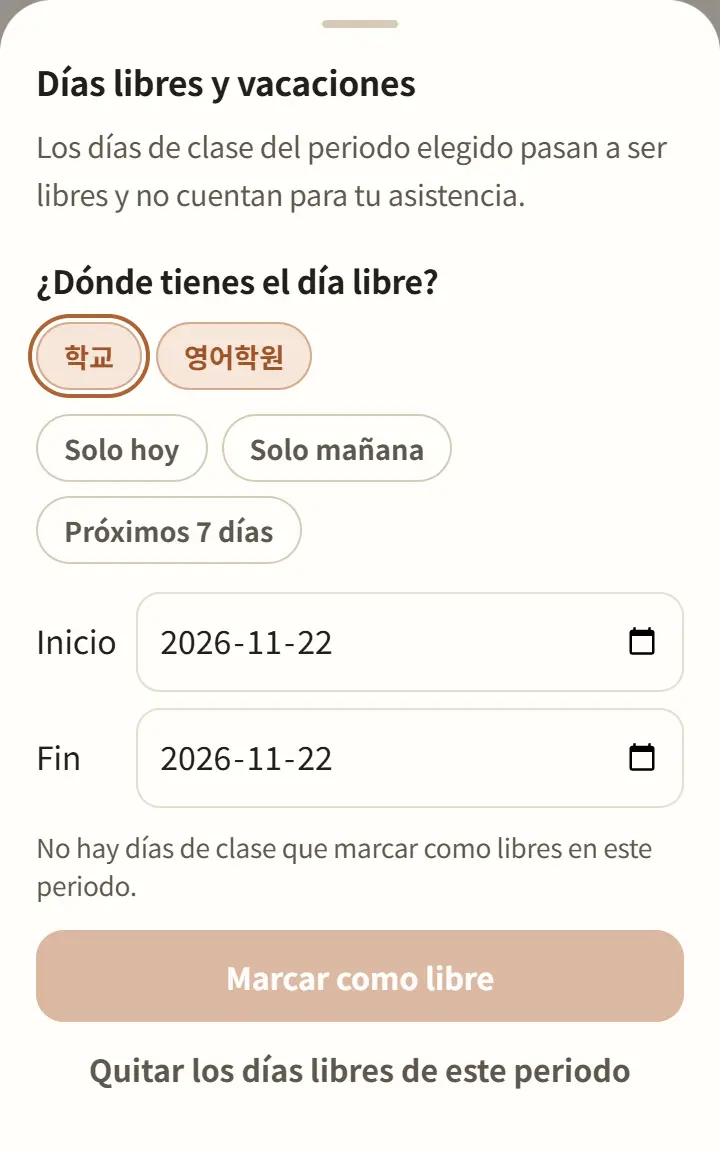 Días libres y vacaciones
Los días de clase del periodo elegido pasan a ser
libres y no cuentan para tu asistencia.
¿Dónde tienes el día libre?
학교 영어학원
Solo hoy Solo mañana
Próximos 7 días
Inicio 2026-11-22
Fin 2026-11-22
No hay días de clase que marcar como libres en este
periodo.
Marcar como libre
Quitar los días libres de este periodo